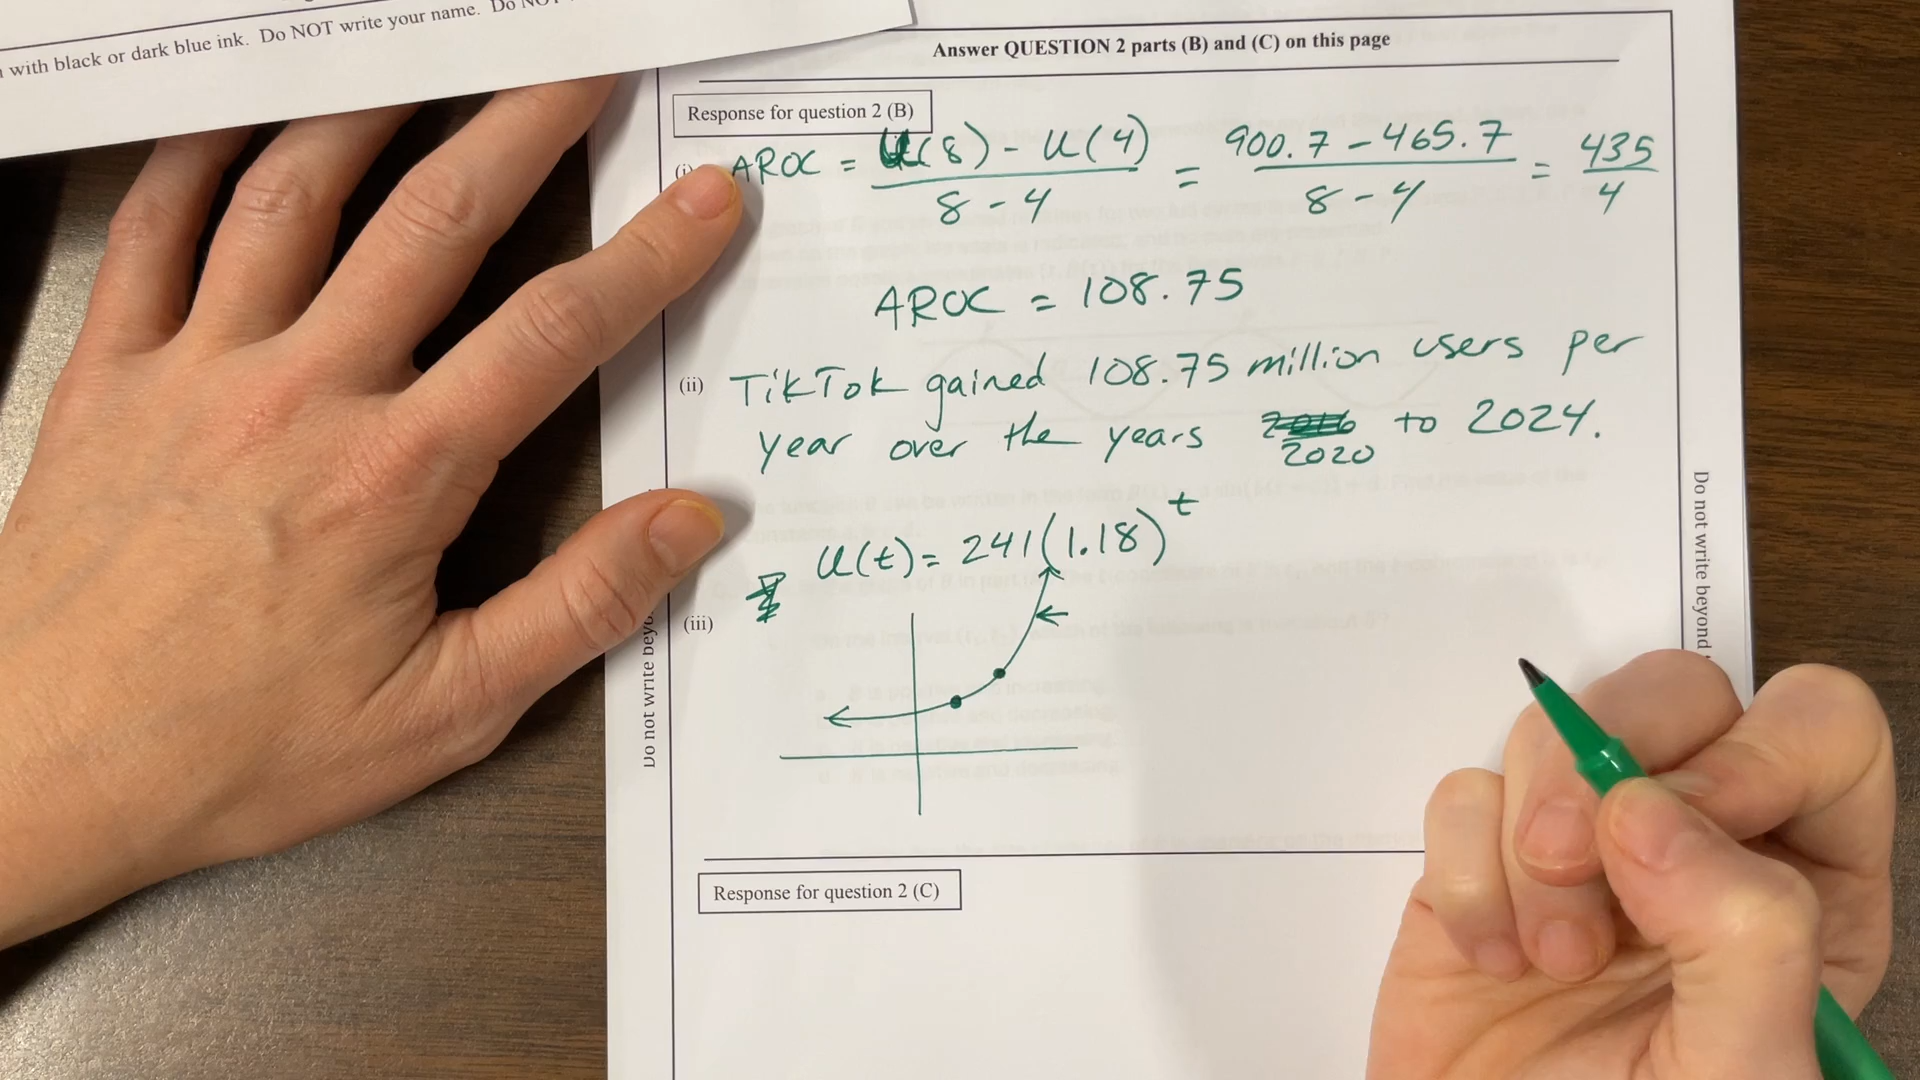 with black or dark blue ink. Do NOT write your name. Do NOT
Answer QUESTION 2 parts (B) and (C) on this page
Response for question 2 (B)
(i) AROC = U(8) - U(4) / 8 - 4 = 900.7 - 465.7 / 8 - 4 = 435 / 4
AROC = 108.75
(ii) TikTok gained 108.75 million users per
year over the years 2016 to 2024.
2020
U(t) = 241(1.18)^t
(iii)
Response for question 2 (C)
Do not write beyo
Do not write beyond